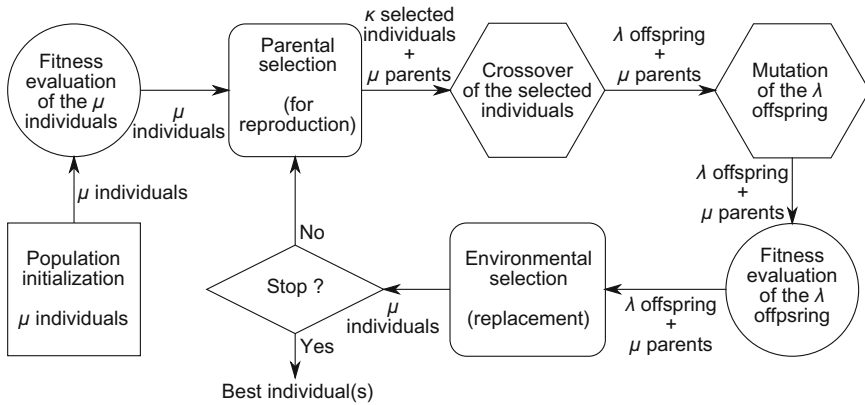 Fitness
evaluation
of the μ
individuals
μ
individuals
μ individuals
Population
initialization
μ individuals
Parental
selection
(for
reproduction)
κ selected
individuals
+
μ parents
Crossover
of the selected
individuals
λ offspring
+
μ parents
Mutation
of the λ
offspring
λ offspring
+
μ parents
Fitness
evaluation
of the λ
offpsring
λ offspring
+
μ parents
Environmental
selection
(replacement)
μ
individuals
Stop ?
No
Yes
Best individual(s)